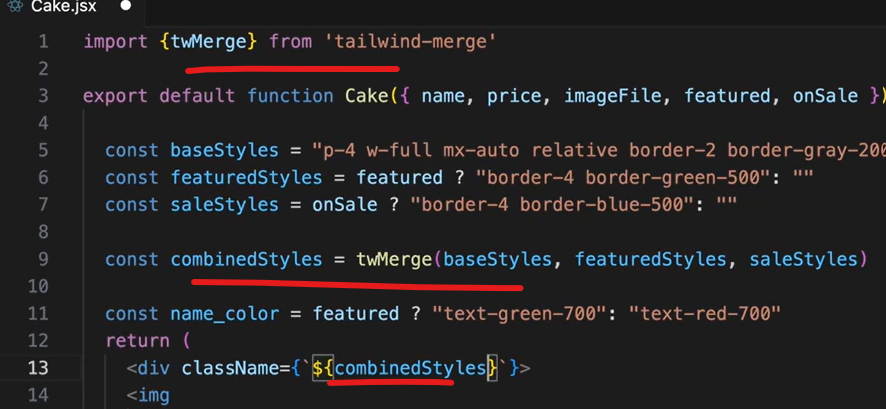 Cake.jsx
1 import {twMerge} from 'tailwind-merge'
2
3 export default function Cake({ name, price, imageFile, featured, onSale })
4
5 const baseStyles = "p-4 w-full mx-auto relative border-2 border-gray-200
6 const featuredStyles = featured ? "border-4 border-green-500": ""
7 const saleStyles = onSale ? "border-4 border-blue-500": ""
8
9 const combinedStyles = twMerge(baseStyles, featuredStyles, saleStyles)
10
11 const name_color = featured ? "text-green-700": "text-red-700"
12 return (
13 <div className={`${combinedStyles}`}>
14 <img